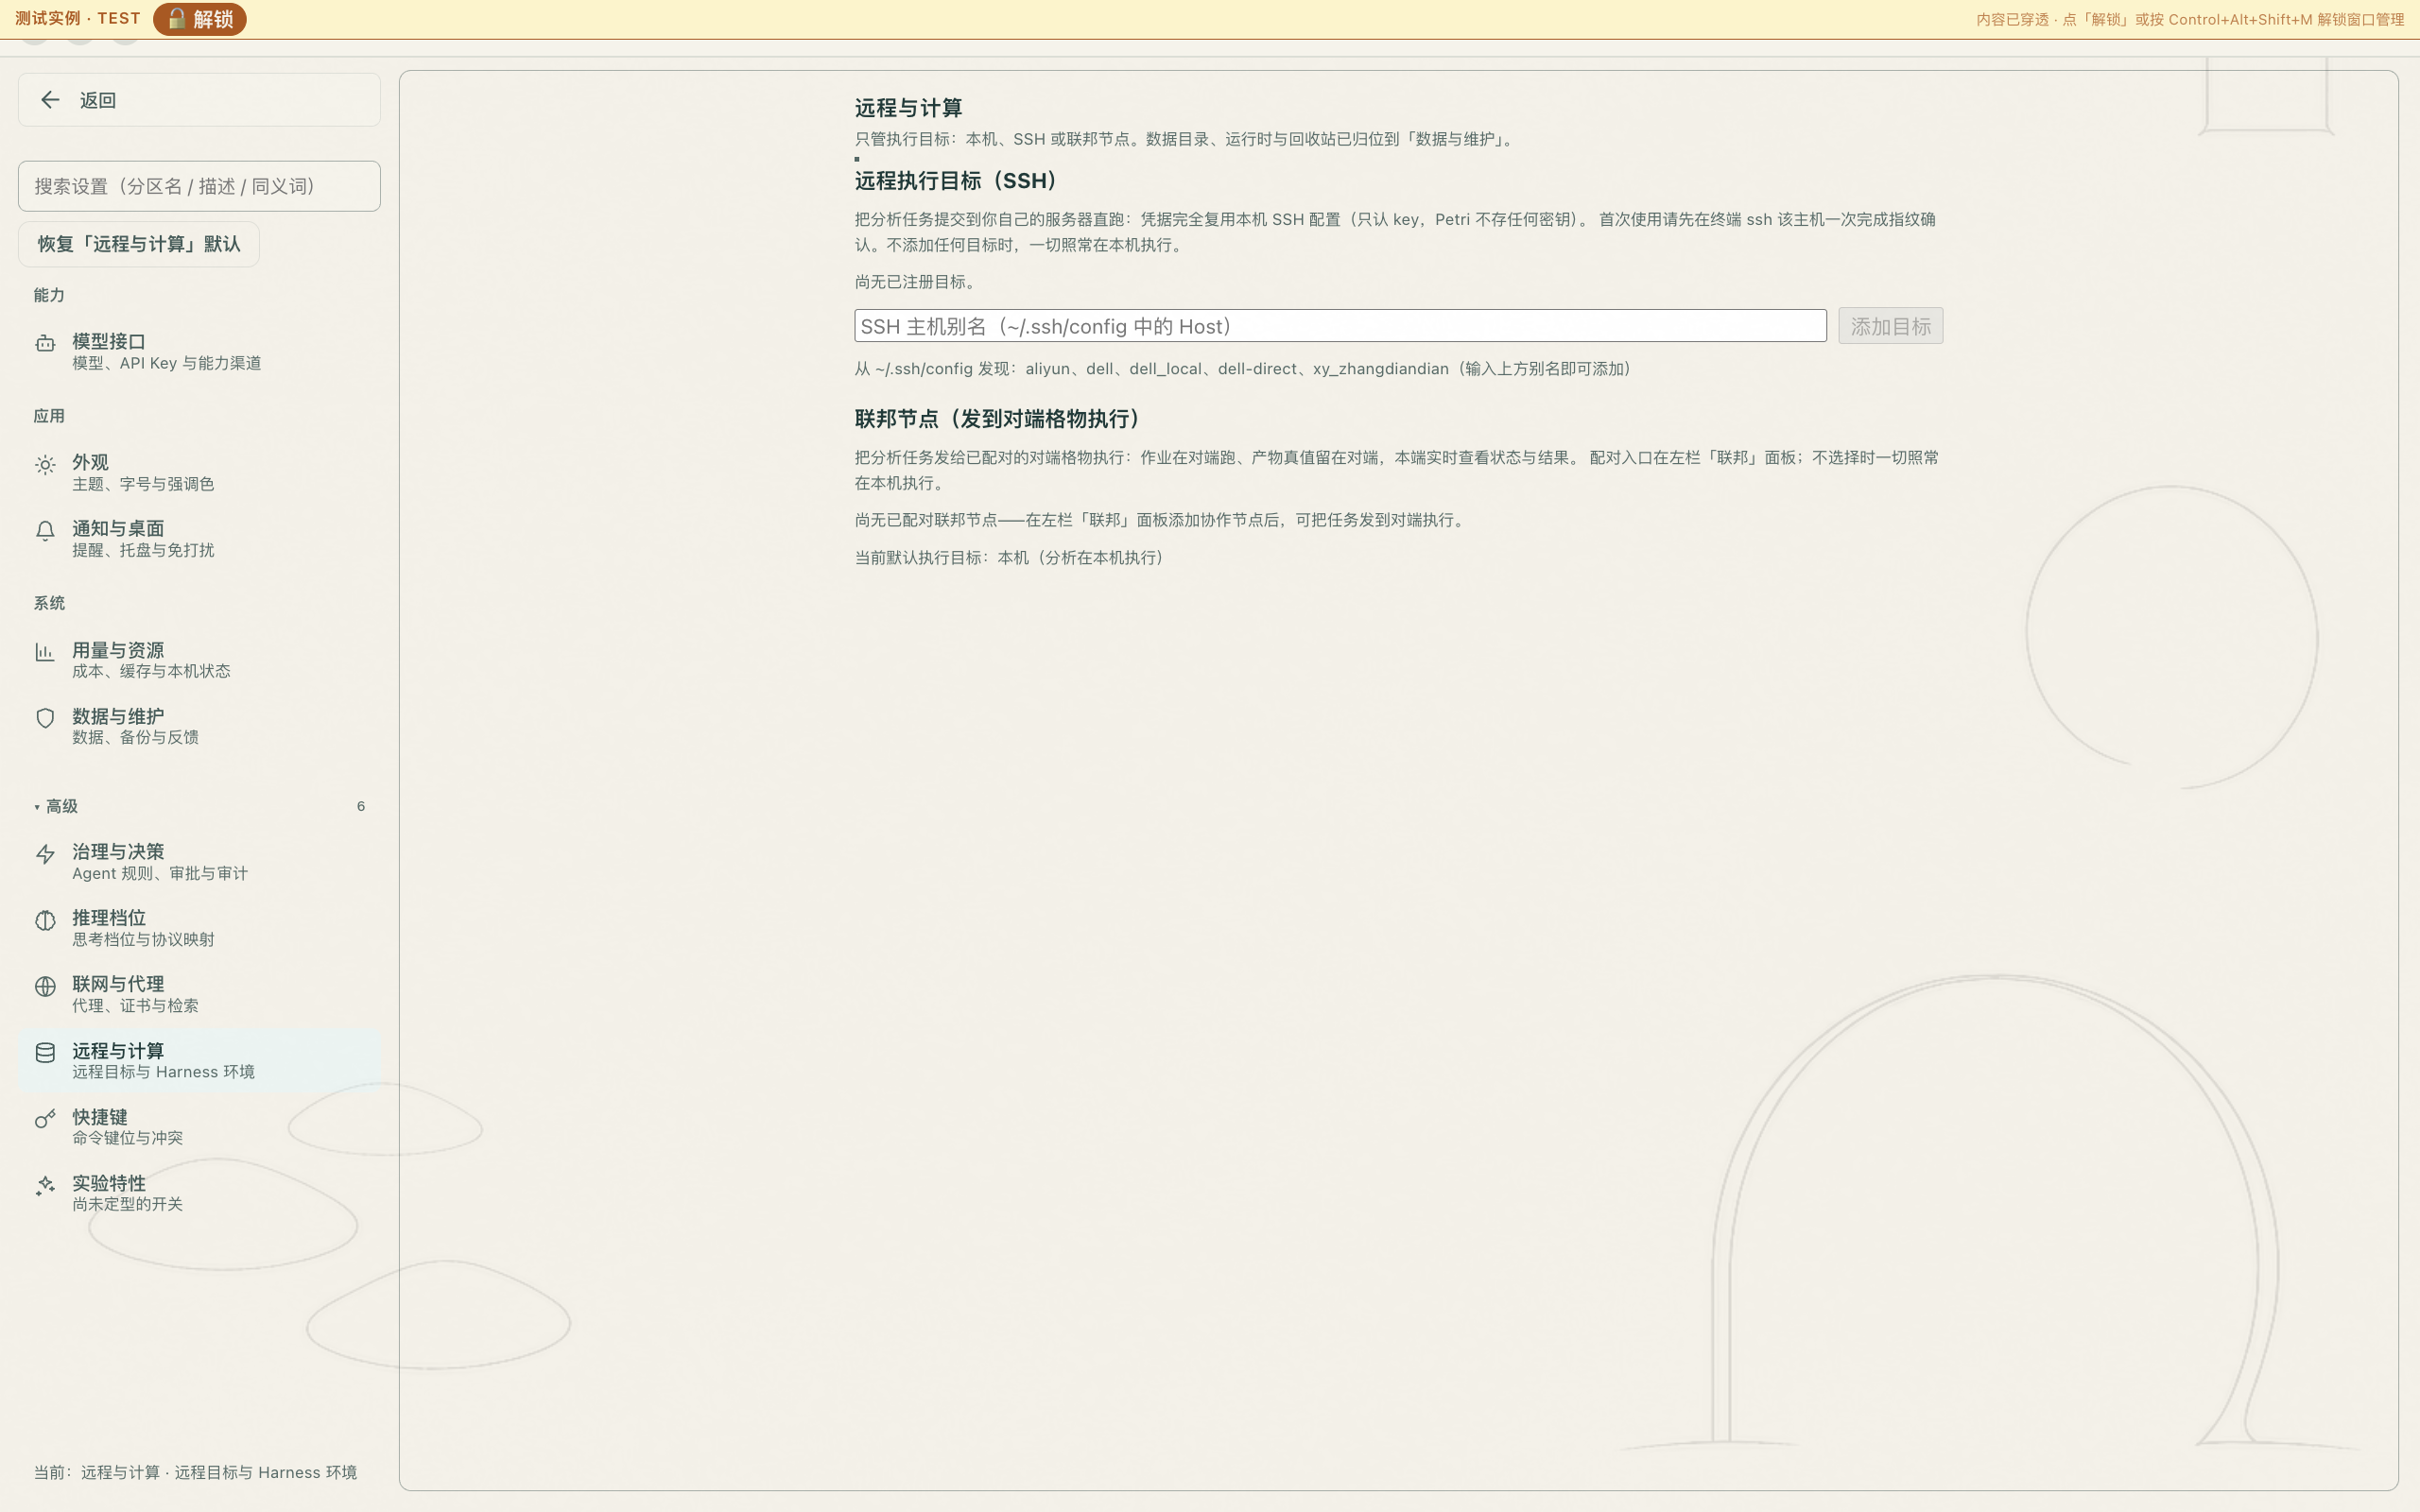 测试实例 · TEST
解锁
内容已穿透 · 点「解锁」或按 Control+Alt+Shift+M 解锁窗口管理
返回
搜索设置（分区名 / 描述 / 同义词）
恢复「远程与计算」默认
能力
模型接口
模型、API Key 与能力渠道
应用
外观
主题、字号与强调色
通知与桌面
提醒、托盘与免打扰
系统
用量与资源
成本、缓存与本机状态
数据与维护
数据、备份与反馈
高级 6
治理与决策
Agent 规则、审批与审计
推理档位
思考档位与协议映射
联网与代理
代理、证书与检索
远程与计算
远程目标与 Harness 环境
快捷键
命令键位与冲突
实验特性
尚未定型的开关
当前：远程与计算 · 远程目标与 Harness 环境
远程与计算
只管执行目标：本机、SSH 或联邦节点。数据目录、运行时与回收站已归位到「数据与维护」。
远程执行目标（SSH）
把分析任务提交到你自己的服务器直跑：凭据完全复用本机 SSH 配置（只认 key，Petri 不存任何密钥）。 首次使用请先在终端 ssh 该主机一次完成指纹确
认。不添加任何目标时，一切照常在本机执行。
尚无已注册目标。
SSH 主机别名（~/.ssh/config 中的 Host）
添加目标
从 ~/.ssh/config 发现：aliyun、dell、dell_local、dell-direct、xy_zhangdiandian（输入上方别名即可添加）
联邦节点（发到对端格物执行）
把分析任务发给已配对的对端格物执行：作业在对端跑、产物真值留在对端，本端实时查看状态与结果。 配对入口在左栏「联邦」面板；不选择时一切照常
在本机执行。
尚无已配对联邦节点——在左栏「联邦」面板添加协作节点后，可把任务发到对端执行。
当前默认执行目标：本机（分析在本机执行）